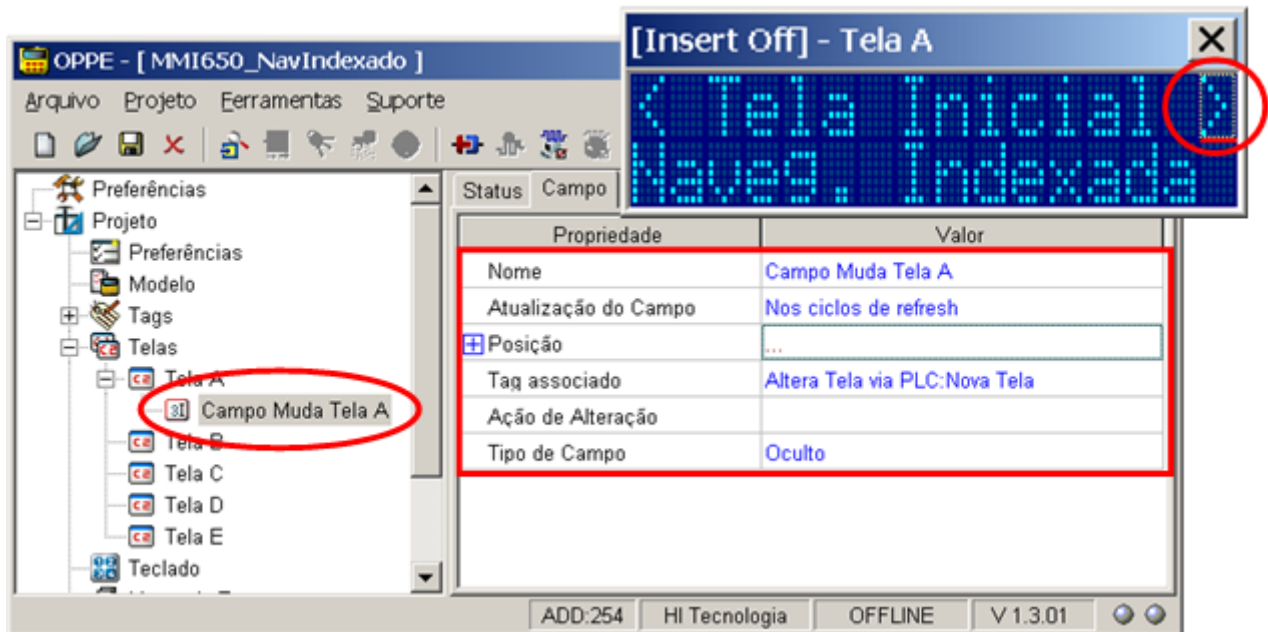 [Insert Off] - Tela A
< Tela Inicial >
Naveg. Indexada
OPPE - [ MMI650_NavIndexado ]
Arquivo Projeto Ferramentas Suporte
Preferências
Projeto
Preferências
Modelo
Tags
Telas
Tela A
Campo Muda Tela A
Tela B
Tela C
Tela D
Tela E
Teclado
Status Campo
Propriedade Valor
Nome Campo Muda Tela A
Atualização do Campo Nos ciclos de refresh
Posição ...
Tag associado Altera Tela via PLC:Nova Tela
Ação de Alteração
Tipo de Campo Oculto
ADD:254 HI Tecnologia OFFLINE V 1.3.01